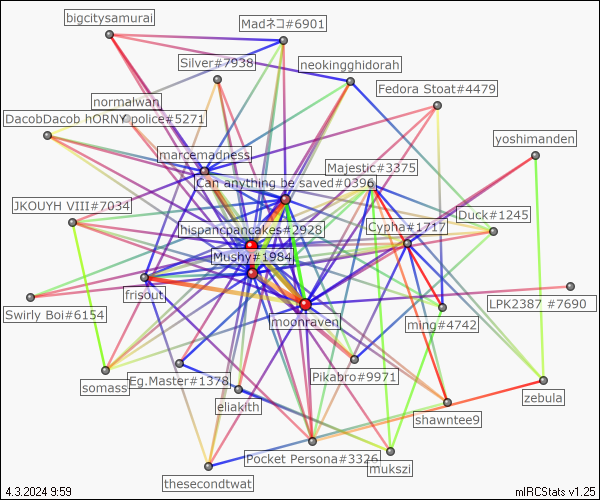 bigcitysamurai
Madネコ#6901
Silver#7938
neokingghidorah
Fedora Stoat#4479
normalwan
DacobDacob hORNY
police#5271
yoshimanden
marcemadness
Majestic#3375
Can anything be saved#0396
JKOUYH VIII#7034
Duck#1245
hispancpancakes#2928
Cypha#1717
Mushy#1984
frisout
LPK2387 #7690
Swirly Boi#6154
moonraven
ming#4742
Pikabro#9971
Eg.Master#1378
somass
zebula
eliakith
shawntee9
Pocket Persona#3326
mukszi
thesecondtwat
4.3.2024 9:59
mIRCStats v1.25